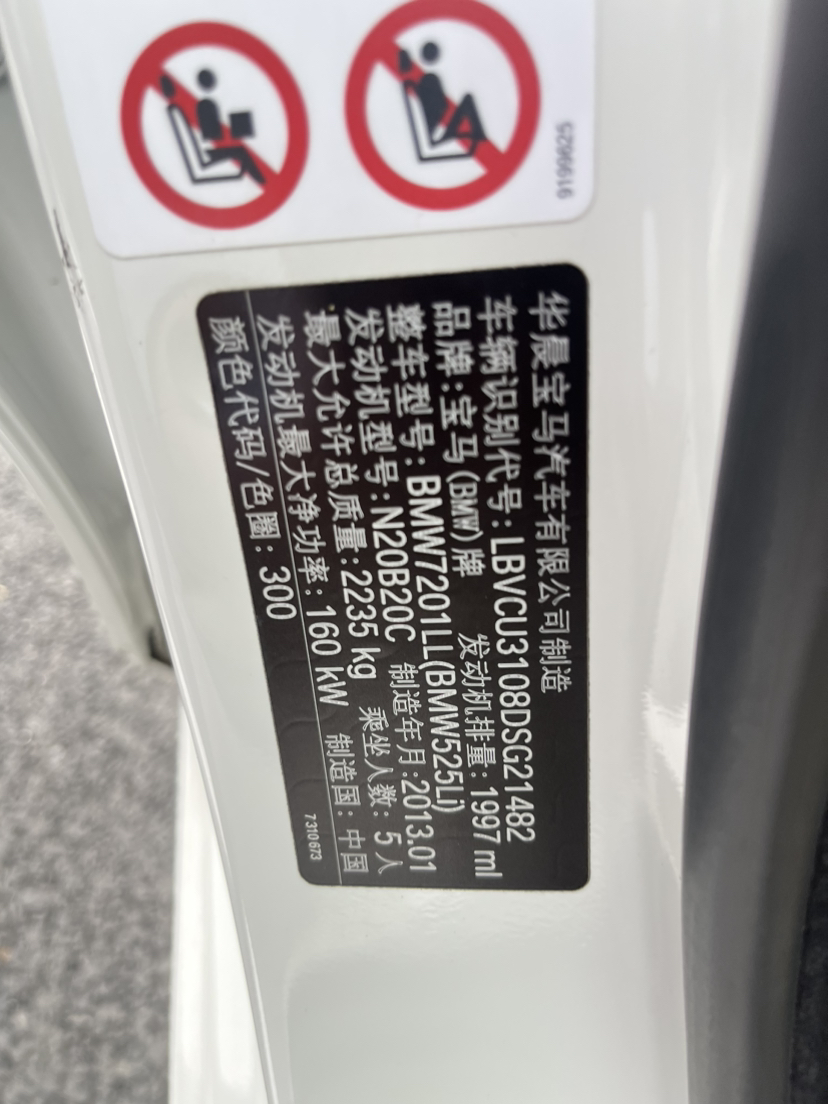 9199625
华晨宝马汽车有限公司制造
车辆识别代号: LBVCU3108DSG21482
品牌: 宝马(BMW)牌 发动机排量: 1997 ml
整车型号: BMW7201LL(BMW525Li)
发动机型号: N20B20C 制造年月: 2013.01
最大允许总质量: 2235 kg 乘坐人数: 5 人
发动机最大净功率: 160 kW 制造国: 中国
颜色代码/色圈: 300
7 310 673